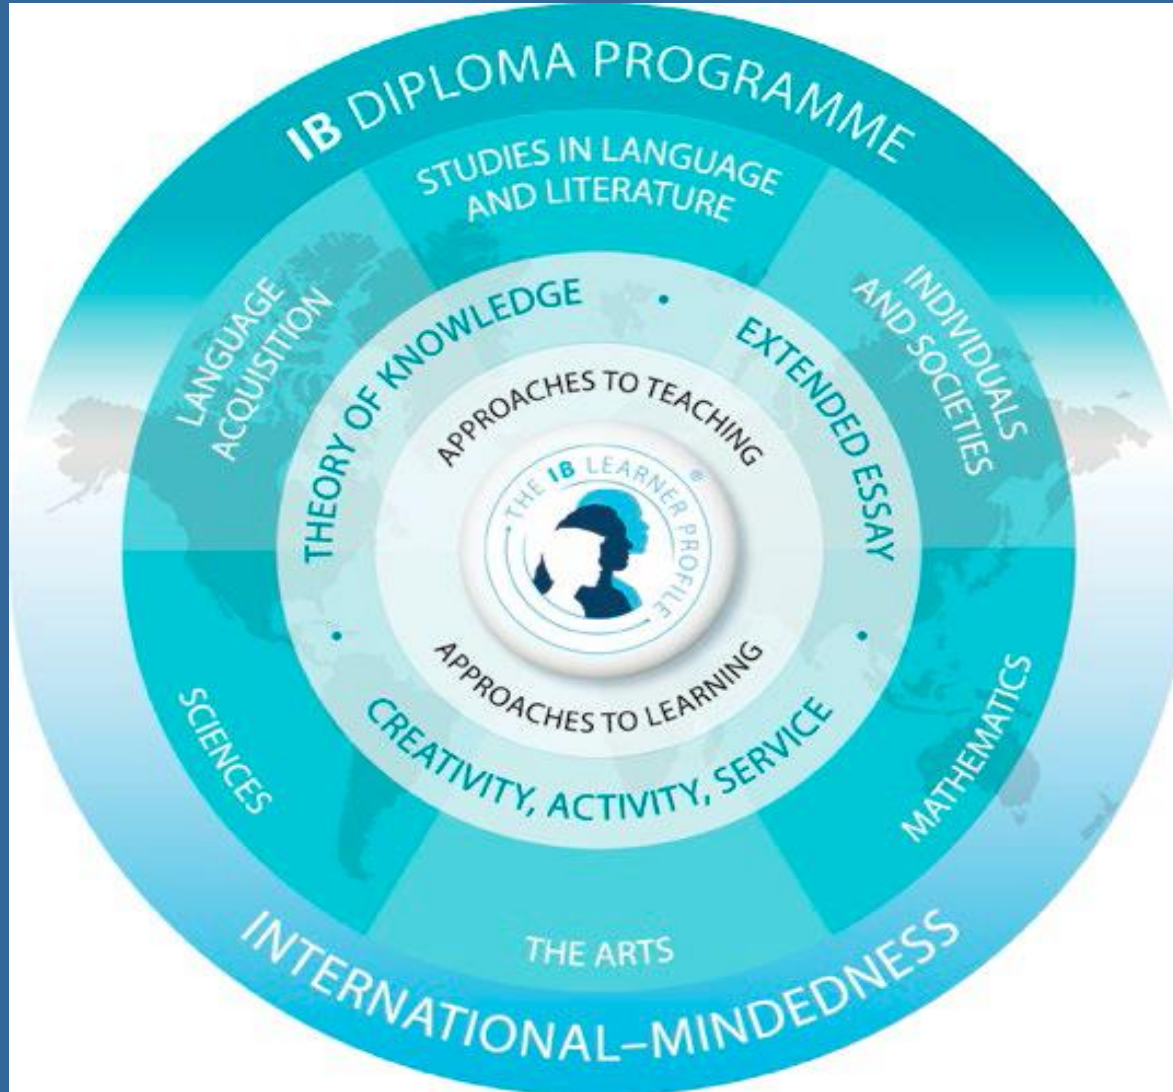 IB DIPLOMA PROGRAMME
STUDIES IN LANGUAGE
AND LITERATURE
LANGUAGE
ACQUISITION
INDIVIDUALS
AND SOCIETIES
THEORY OF KNOWLEDGE •
EXTENDED ESSAY •
APPROACHES TO TEACHING
THE IB LEARNER PROFILE ®
APPROACHES TO LEARNING
• CREATIVITY, ACTIVITY, SERVICE
SCIENCES
MATHEMATICS
THE ARTS
INTERNATIONAL–MINDEDNESS